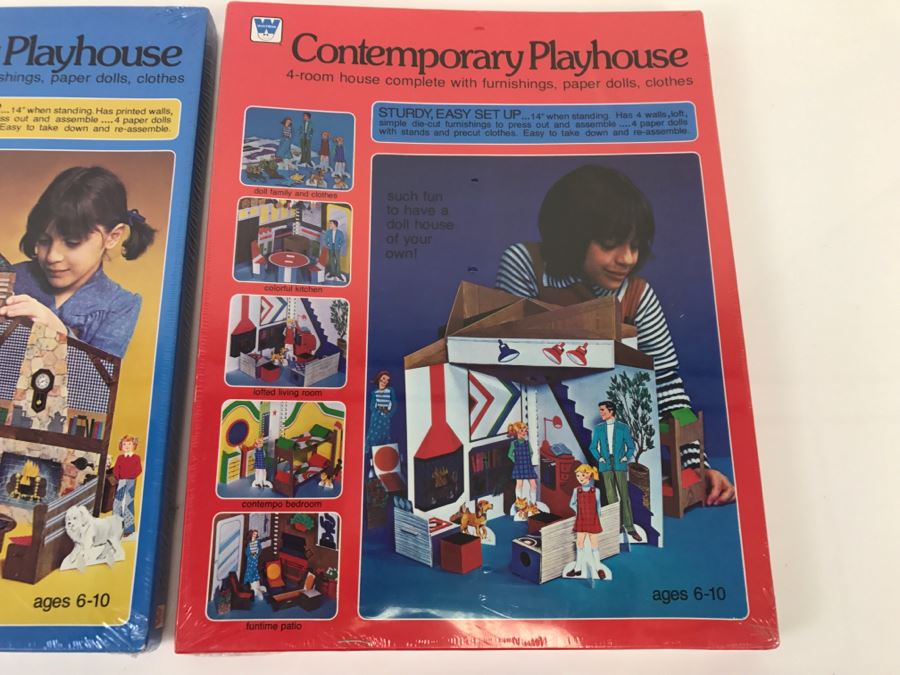 Playhouse
shings, paper dolls, clothes
...14" when standing. Has printed walls,
ss out and assemble ....4 paper dolls
Easy to take down and re-assemble.
ages 6-10
W
Contemporary Playhouse
4-room house complete with furnishings, paper dolls, clothes
STURDY, EASY SET UP...14" when standing. Has 4 walls, loft,
simple die-cut furnishings to press out and assemble ....4 paper dolls
with stands and precut clothes. Easy to take down and re-assemble.
doll family and clothes
colorful kitchen
lofted living room
contempo bedroom
funtime patio
such fun
to have a
doll house
of your
own!
ages 6-10